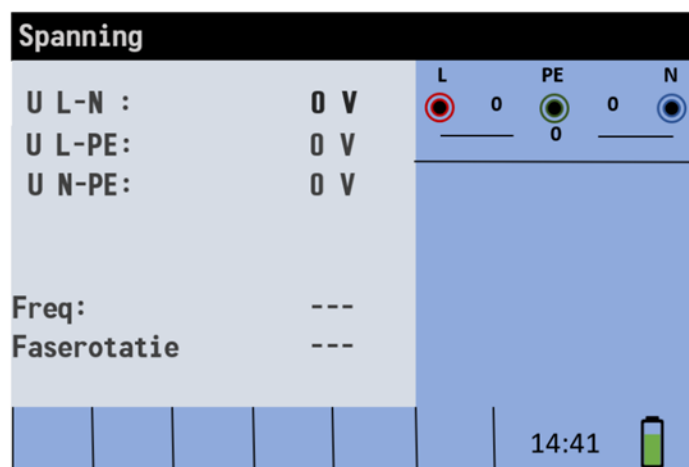 Spanning
U L-N : 0 V
U L-PE: 0 V
U N-PE: 0 V
Freq: ---
Faserotatie ---
L PE N
0 0
0
14:41